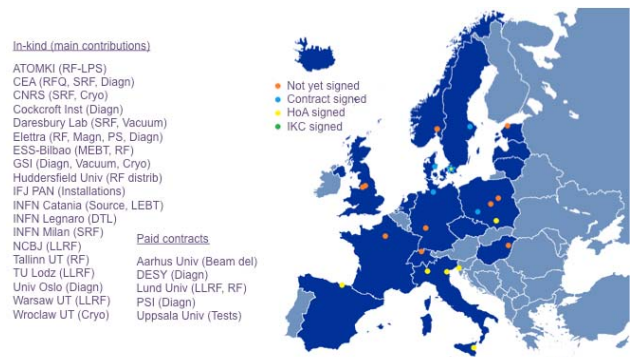 In-kind (main contributions)
ATOMKI (RF-LPS)
CEA (RFQ, SRF, Diagn)
CNRS (SRF, Cryo)
Cockcroft Inst (Diagn)
Daresbury Lab (SRF, Vacuum)
Elettra (RF, Magn, PS, Diagn)
ESS-Bilbao (MEBT, RF)
GSI (Diagn, Vacuum, Cryo)
Huddersfield Univ (RF distrib)
IFJ PAN (Installations)
INFN Catania (Source, LEBT)
INFN Legnaro (DTL)
INFN Milan (SRF)
NCBJ (LLRF)
Tallinn UT (RF)
TU Lodz (LLRF)
Univ Oslo (Diagn)
Warsaw UT (LLRF)
Wroclaw UT (Cryo)
Paid contracts
Aarhus Univ (Beam del)
DESY (Diagn)
Lund Univ (LLRF, RF)
PSI (Diagn)
Uppsala Univ (Tests)
Not yet signed
Contract signed
HoA signed
IKC signed